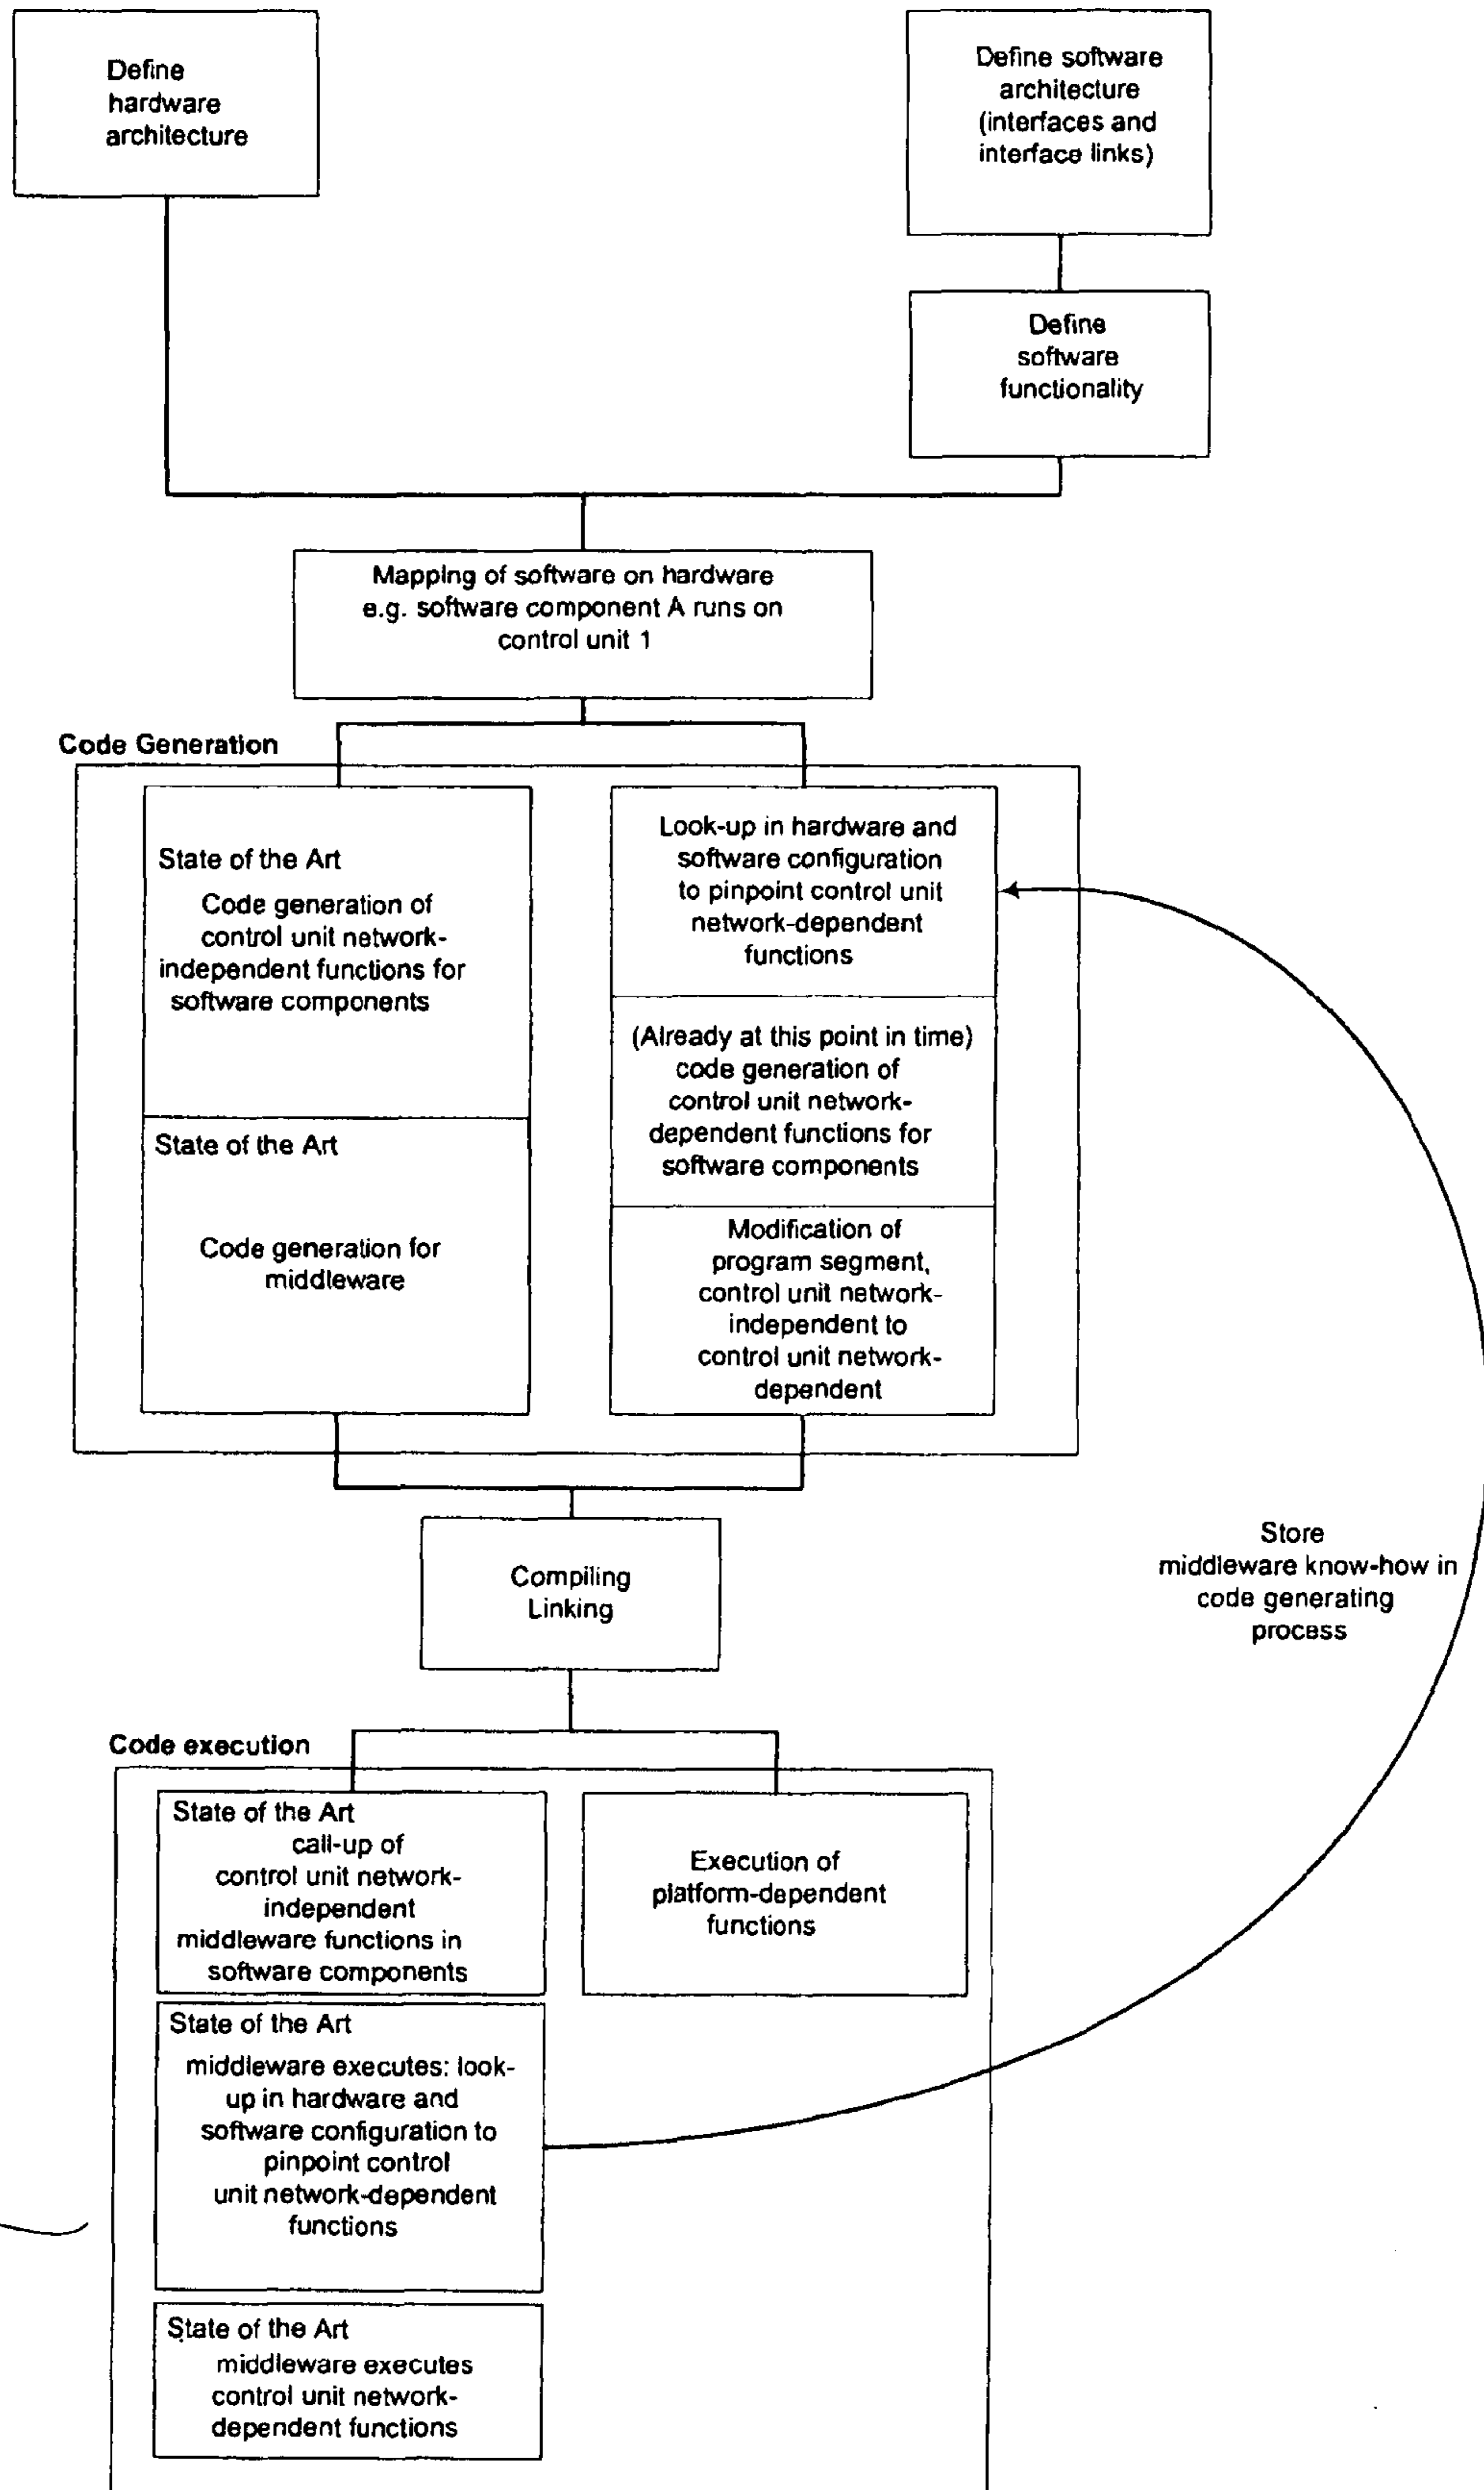 Define
hardware
architecture
Define software
architecture
(interfaces and
interface links)
Define
software
functionality
Mapping of software on hardware
e.g. software component A runs on
control unit 1
Code Generation
State of the Art
Code generation of
control unit network-
independent functions for
software components
State of the Art
Code generation for
middleware
Look-up in hardware and
software configuration
to pinpoint control unit
network-dependent
functions
(Already at this point in time)
code generation of
control unit network-
dependent functions for
software components
Modification of
program segment,
control unit network-
independent to
control unit network-
dependent
Compiling
Linking
Store
middleware know-how in
code generating
process
Code execution
State of the Art
call-up of
control unit network-
independent
middleware functions in
software components
Execution of
platform-dependent
functions
State of the Art
middleware executes: look-
up in hardware and
software configuration to
pinpoint control
unit network-dependent
functions
State of the Art
middleware executes
control unit network-
dependent functions